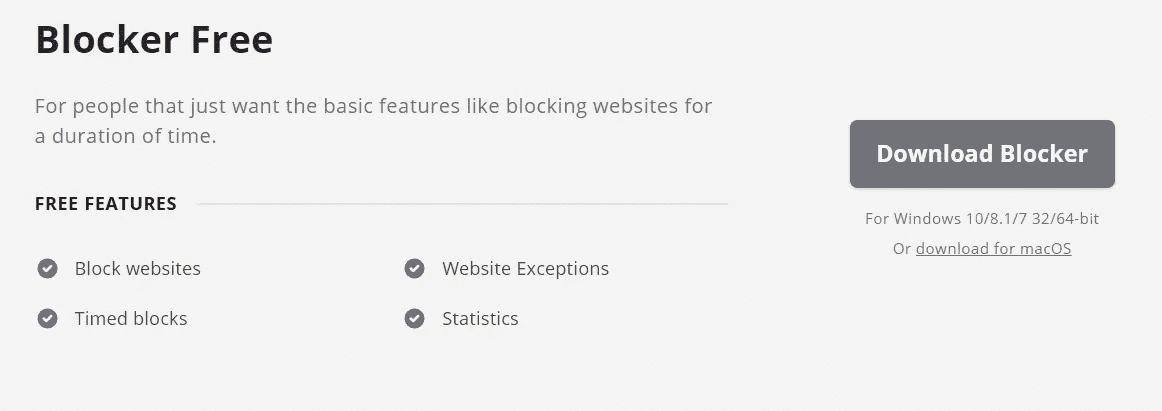 Blocker Free
For people that just want the basic features like blocking websites for
a duration of time.
FREE FEATURES
Block websites
Website Exceptions
Timed blocks
Statistics
Download Blocker
For Windows 10/8.1/7 32/64-bit
Or download for macOS